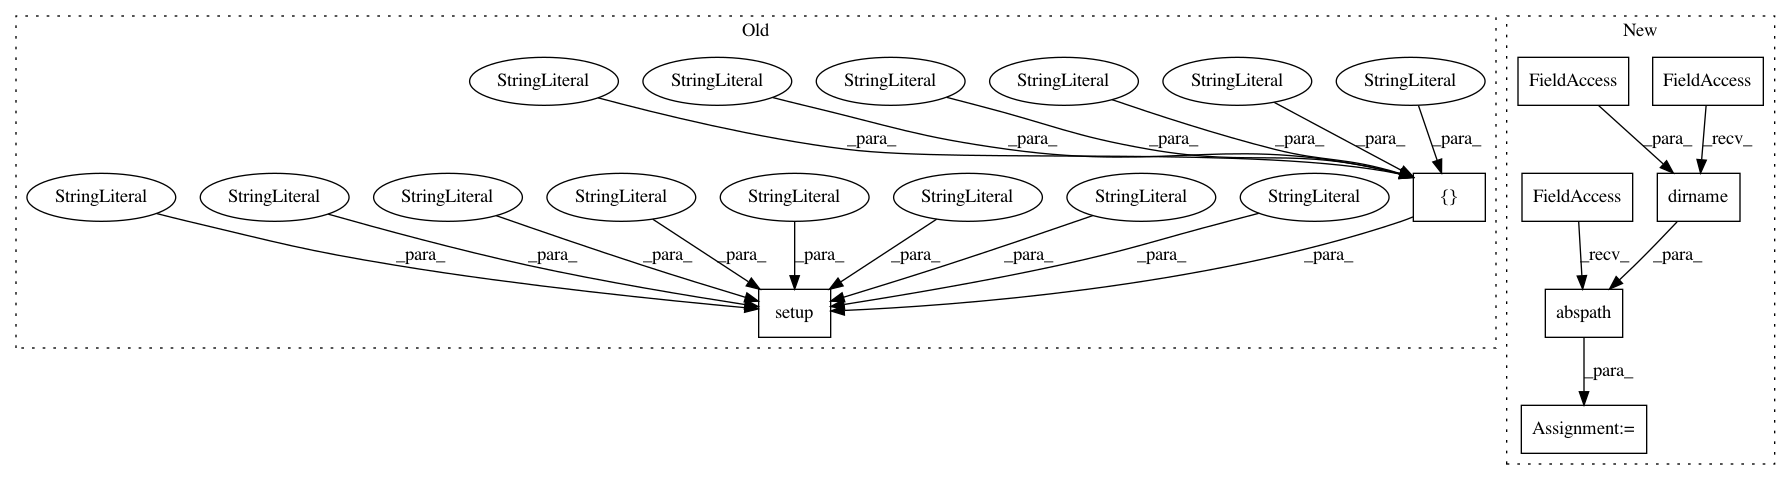 Old
New
StringLiteral StringLiteral StringLiteral StringLiteral StringLiteral StringLiteral FieldAccess FieldAccess
_para_ _para_ _para_ _para_ _para_ _para_ _para_ _recv_
StringLiteral StringLiteral StringLiteral StringLiteral StringLiteral StringLiteral StringLiteral StringLiteral {} FieldAccess dirname
_para_ _para_ _para_ _para_ _para_ _para_ _para_ _para_ _para_ _recv_ _para_
setup abspath
_para_
Assignment:=